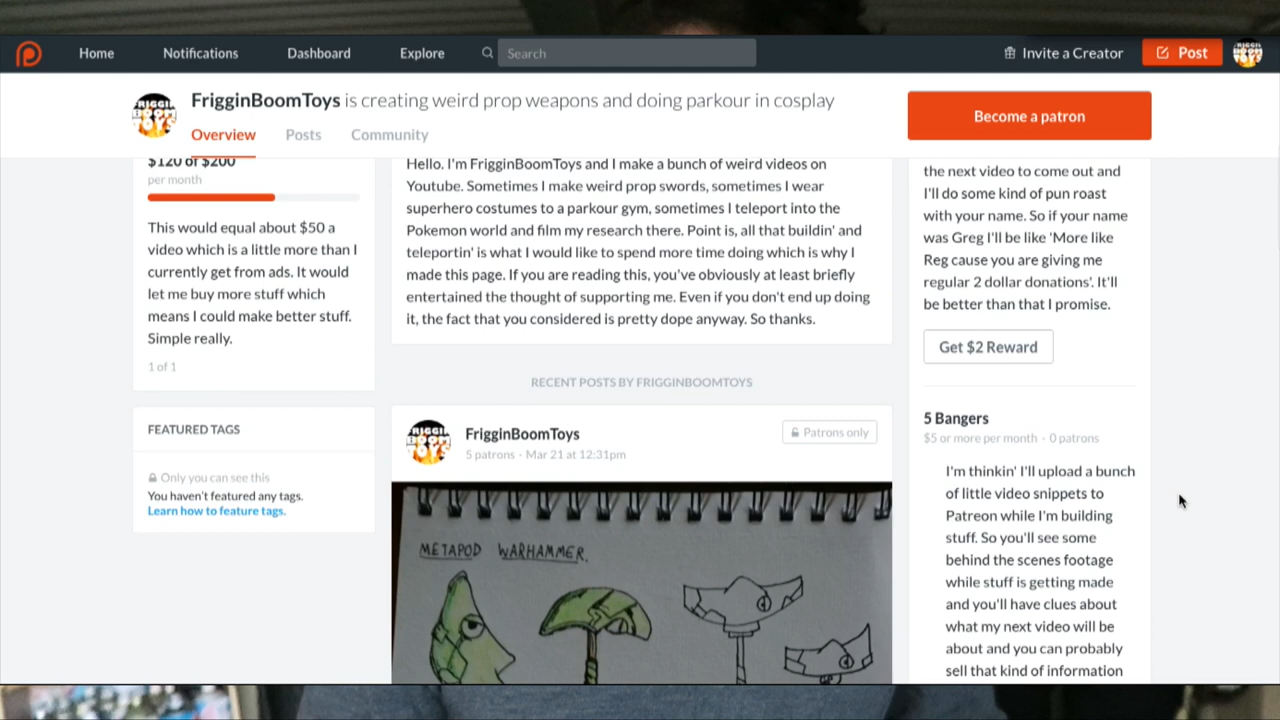 Home
Notifications
Dashboard
Explore
Search
Invite a Creator
Post
FrigginBoomToys is creating weird prop weapons and doing parkour in cosplay
Overview
Posts
Community
Become a patron
$120 of $200
per month
This would equal about $50 a
video which is a little more than I
currently get from ads. It would
let me buy more stuff which
means I could make better stuff.
Simple really.
1 of 1
FEATURED TAGS
Only you can see this
You haven't featured any tags.
Learn how to feature tags.
Hello. I'm FrigginBoomToys and I make a bunch of weird videos on
Youtube. Sometimes I make weird prop swords, sometimes I wear
superhero costumes to a parkour gym, sometimes I teleport into the
Pokemon world and film my research there. Point is, all that buildin' and
teleportin' is what I would like to spend more time doing which is why I
made this page. If you are reading this, you've obviously at least briefly
entertained the thought of supporting me. Even if you don't end up doing
it, the fact that you considered is pretty dope anyway. So thanks.
RECENT POSTS BY FRIGGINBOOMTOYS
FrigginBoomToys
5 patrons · Mar 21 at 12:31pm
Patrons only
METAPOD WARHAMMER.
the next video to come out and
I'll do some kind of pun roast
with your name. So if your name
was Greg I'll be like 'More like
Reg cause you are giving me
regular 2 dollar donations'. It'll
be better than that I promise.
Get $2 Reward
5 Bangers
$5 or more per month · 0 patrons
I'm thinkin' I'll upload a bunch
of little video snippets to
Patreon while I'm building
stuff. So you'll see some
behind the scenes footage
while stuff is getting made
and you'll have clues about
what my next video will be
about and you can probably
sell that kind of information